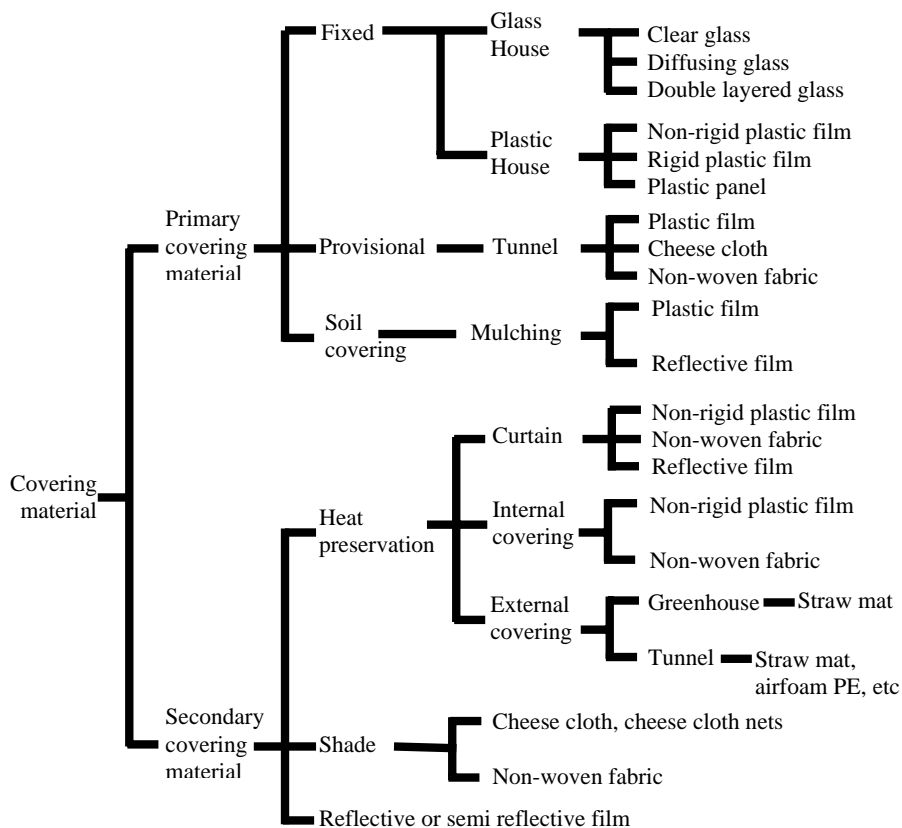 Covering
material
Primary
covering
material
Fixed
Glass
House
Clear glass
Diffusing glass
Double layered glass
Plastic
House
Non-rigid plastic film
Rigid plastic film
Plastic panel
Provisional
Tunnel
Plastic film
Cheese cloth
Non-woven fabric
Soil
covering
Mulching
Plastic film
Reflective film
Secondary
covering
material
Heat
preservation
Curtain
Non-rigid plastic film
Non-woven fabric
Reflective film
Internal
covering
Non-rigid plastic film
Non-woven fabric
External
covering
Greenhouse
Straw mat
Tunnel
Straw mat,
airfoam PE, etc
Shade
Cheese cloth, cheese cloth nets
Non-woven fabric
Reflective or semi reflective film